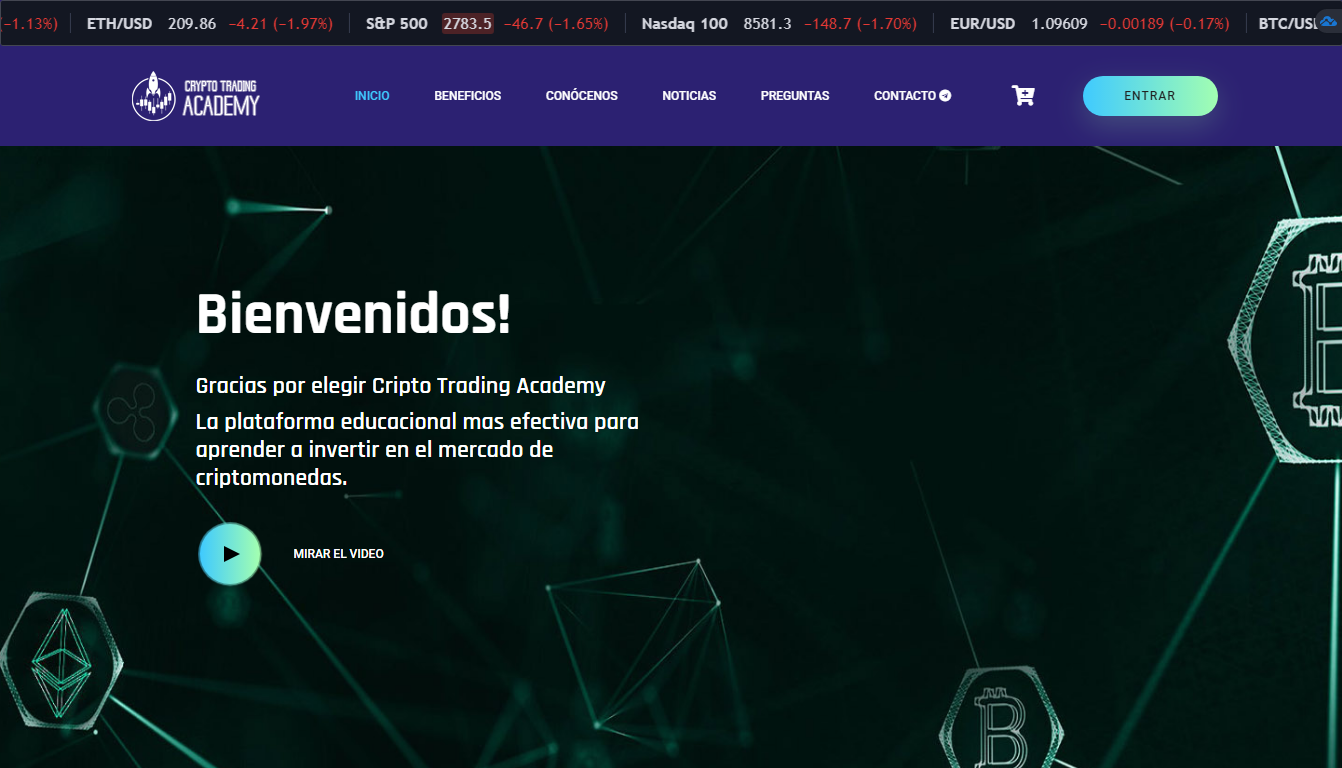 −1.13%) ETH/USD 209.86 −4.21 (−1.97%) S&P 500 2783.5 −46.7 (−1.65%) Nasdaq 100 8581.3 −148.7 (−1.70%) EUR/USD 1.09609 −0.00189 (−0.17%) BTC/US
CRYPTO TRADING
ACADEMY
INICIO BENEFICIOS CONÓCENOS NOTICIAS PREGUNTAS CONTACTO ENTRAR
Bienvenidos!
Gracias por elegir Cripto Trading Academy
La plataforma educacional mas efectiva para
aprender a invertir en el mercado de
criptomonedas.
MIRAR EL VIDEO